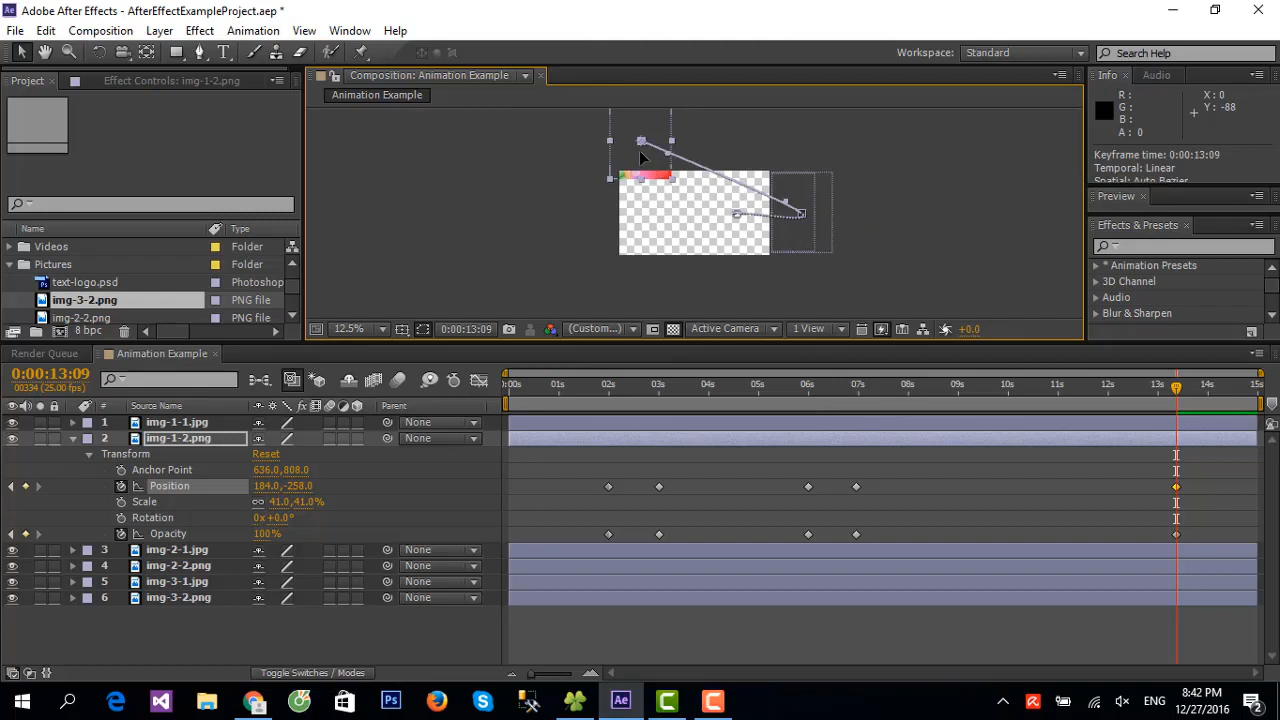 Ae Adobe After Effects - AfterEffectExampleProject.aep *
File Edit Composition Layer Effect Animation View Window Help
Workspace: Standard Search Help
Project Effect Controls: img-1-2.png
Composition: Animation Example
Info Audio
Animation Example
R : X : 0
G : Y : -88
B :
A : 0
Keyframe time: 0:00:13:09
Temporal: Linear
Spatial: Auto Bezier
Preview
Effects & Presets
* Animation Presets
3D Channel
Audio
Blur & Sharpen
Name Type
Videos Folder
Pictures Folder
text-logo.psd Photoshop
img-3-2.png PNG file
img-2-2.png PNG file
8 bpc
12.5% 0:00:13:09 (Custom... Active Camera 1 View +0.0
Render Queue Animation Example
0:00:13:09
00334 (25.00 fps)
:00s 01s 02s 03s 04s 05s 06s 07s 08s 09s 10s 11s 12s 13s 14s 15s
# Source Name Parent
1 img-1-1.jpg None
2 img-1-2.png None
Transform Reset
Anchor Point 636.0,808.0
Position 184.0,-258.0
Scale 41.0,41.0%
Rotation 0x+0.0°
Opacity 100%
3 img-2-1.jpg None
4 img-2-2.png None
5 img-3-1.jpg None
6 img-3-2.png None
Toggle Switches / Modes
Ps Ae C C
ENG 8:42 PM
12/27/2016 2